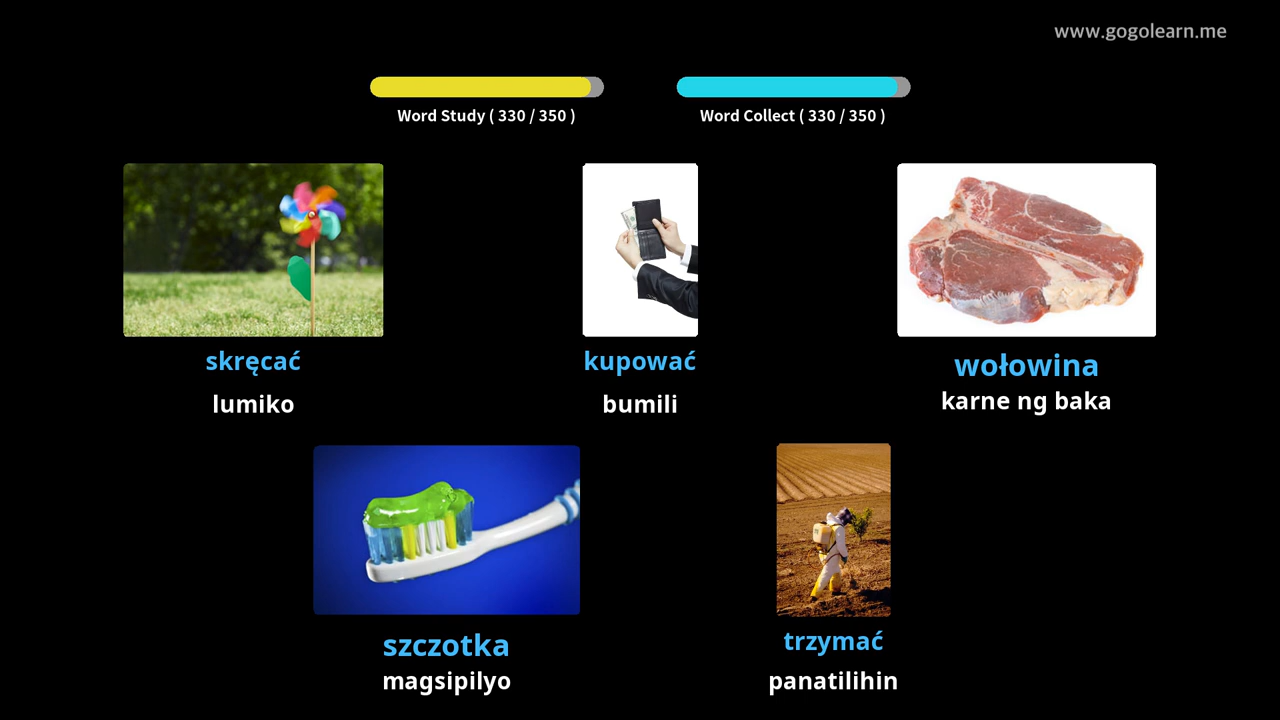 www.gogolearn.me
Word Study ( 330 / 350 )
Word Collect ( 330 / 350 )
skręcać
lumiko
kupować
bumili
wołowina
karne ng baka
szczotka
magsipilyo
trzymać
panatilihin